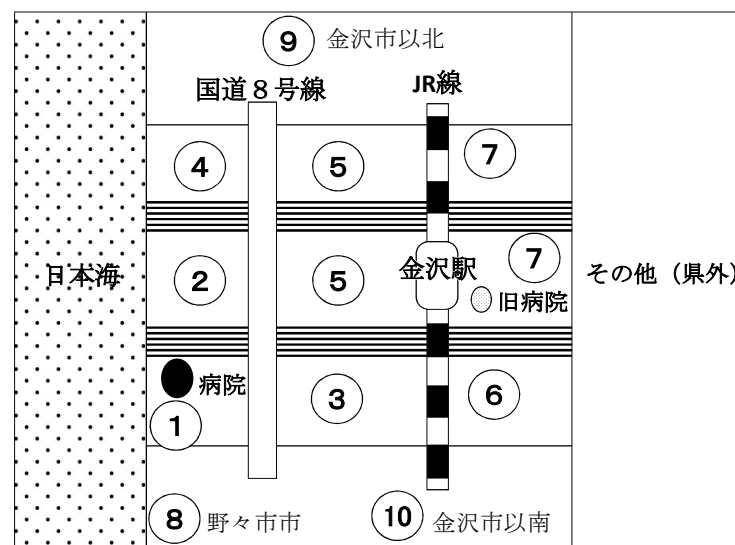 ⑨ 金沢市以北
国道８号線
JR線
④
⑤
⑦
日本海
②
⑤
金沢駅
⑦
旧病院
その他（県外）
病院
①
③
⑥
⑧ 野々市市
⑩ 金沢市以南